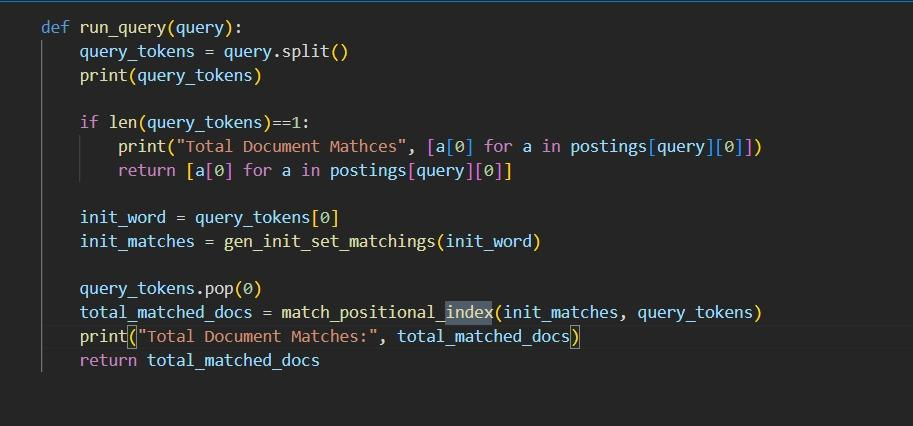 def run_query(query):
    query_tokens = query.split()
    print(query_tokens)
    if len(query_tokens)==1:
        print("Total Document Mathces", [a[0] for a in postings[query][0]])
        return [a[0] for a in postings[query][0]]
    init_word = query_tokens[0]
    init_matches = gen_init_set_matchings(init_word)
    query_tokens.pop(0)
    total_matched_docs = match_positional_index(init_matches, query_tokens)
    print("Total Document Matches:", total_matched_docs)
    return total_matched_docs